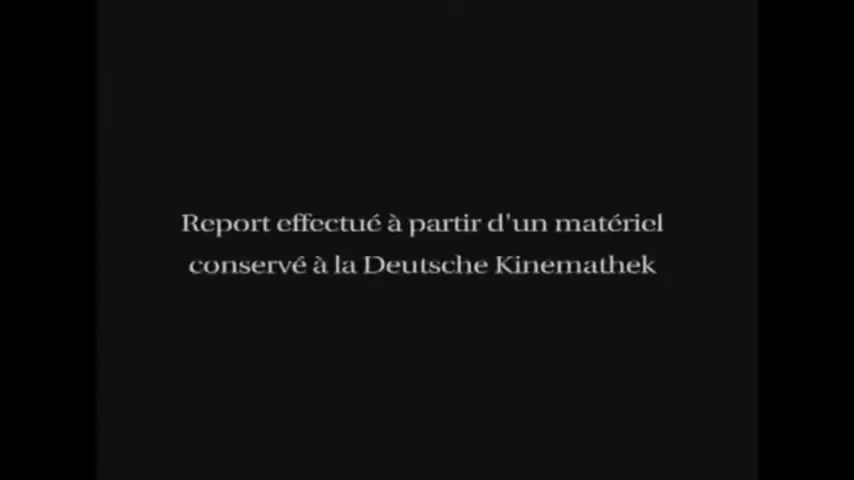 Report effectué à partir d'un matériel
conservé à la Deutsche Kinemathek